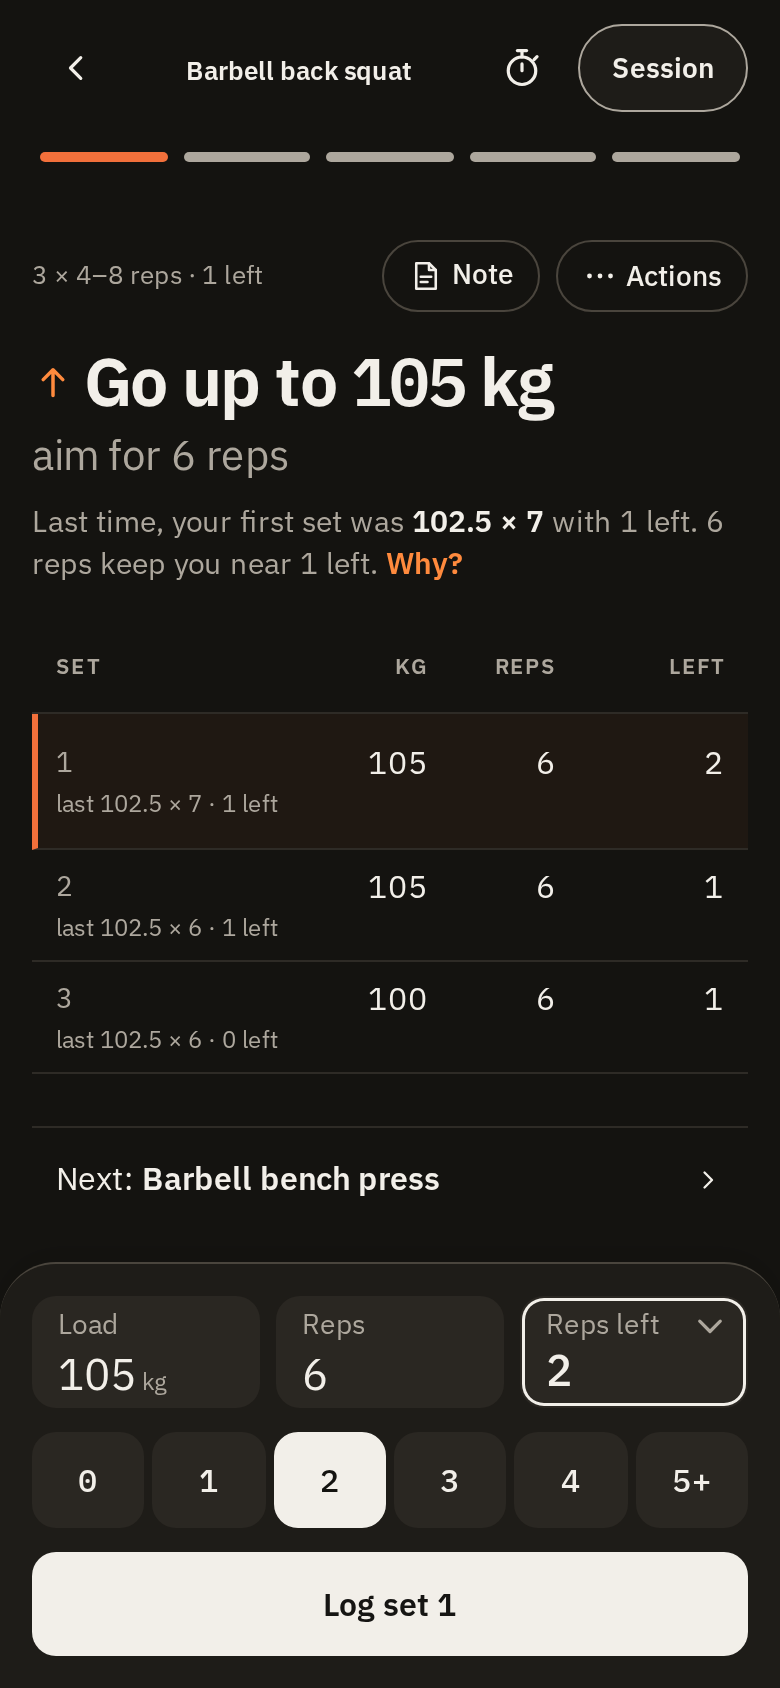 Barbell back squat
Session
3 × 4–8 reps · 1 left
Note
··· Actions
↑ Go up to 105 kg
aim for 6 reps
Last time, your first set was 102.5 × 7 with 1 left. 6
reps keep you near 1 left. Why?
SET KG REPS LEFT
1 105 6 2
last 102.5 × 7 · 1 left
2 105 6 1
last 102.5 × 6 · 1 left
3 100 6 1
last 102.5 × 6 · 0 left
Next: Barbell bench press
Load Reps Reps left
105 kg 6 2
0 1 2 3 4 5+
Log set 1